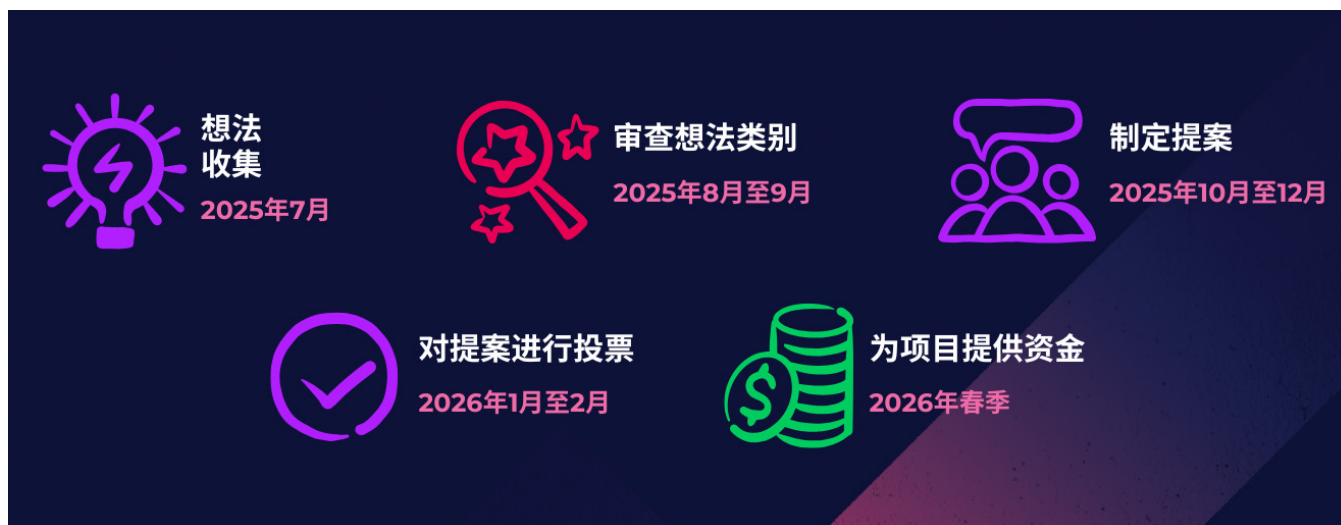 想法
收集
2025年7月
审查想法类别
2025年8月至9月
制定提案
2025年10月至12月
对提案进行投票
2026年1月至2月
为项目提供资金
2026年春季